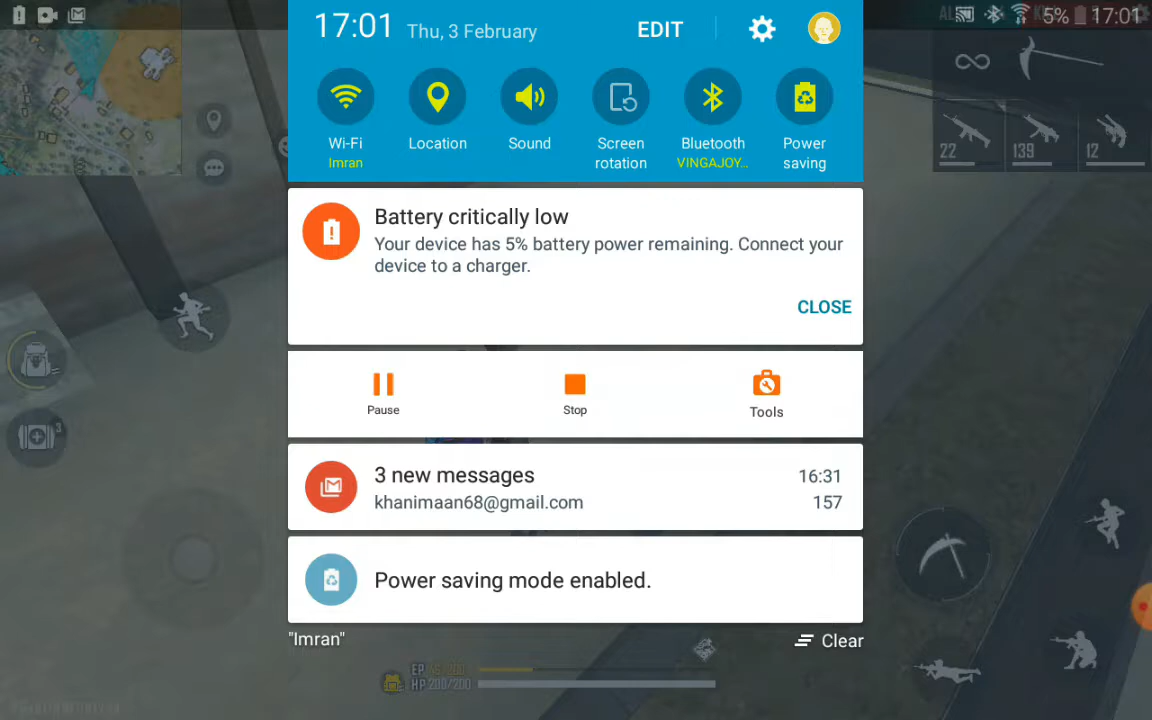 5%
17:01
17:01
Thu, 3 February
EDIT
Wi-Fi
Imran
Location
Sound
Screen
rotation
Bluetooth
VINGAJOY...
Power
saving
22
139
12
Battery critically low
Your device has 5% battery power remaining. Connect your
device to a charger.
CLOSE
Pause
Stop
Tools
3 new messages
16:31
khanimaan68@gmail.com
157
Power saving mode enabled.
"Imran"
Clear
3
EP
HP 200/200